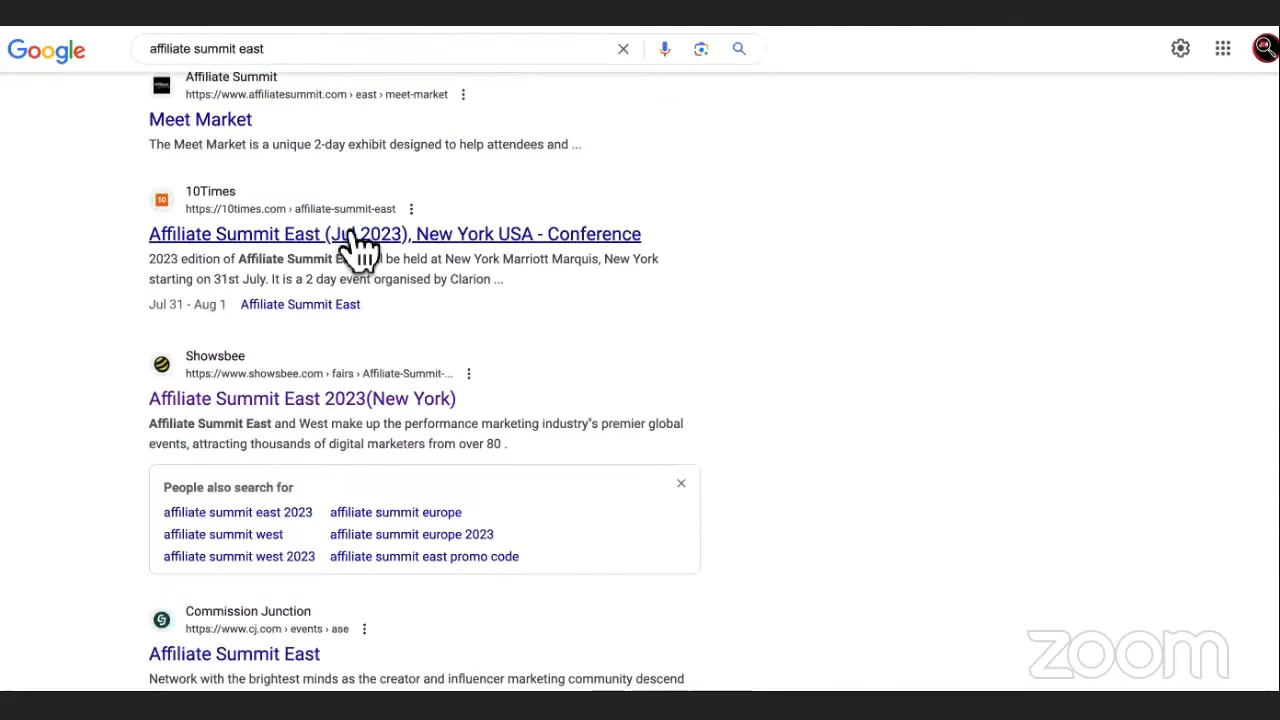 Google
affiliate summit east
Affiliate Summit
https://www.affiliatesummit.com › east › meet-market
Meet Market
The Meet Market is a unique 2-day exhibit designed to help attendees and ...
10
10Times
https://10times.com › affiliate-summit-east
Affiliate Summit East (Jul 2023), New York USA - Conference
2023 edition of Affiliate Summit be held at New York Marriott Marquis, New York
starting on 31st July. It is a 2 day event organised by Clarion ...
Jul 31 - Aug 1 Affiliate Summit East
Showsbee
https://www.showsbee.com › fairs › Affiliate-Summit-...
Affiliate Summit East 2023(New York)
Affiliate Summit East and West make up the performance marketing industry"s premier global
events, attracting thousands of digital marketers from over 80 .
People also search for
affiliate summit east 2023 affiliate summit europe
affiliate summit west affiliate summit europe 2023
affiliate summit west 2023 affiliate summit east promo code
Commission Junction
https://www.cj.com › events › ase
Affiliate Summit East
Network with the brightest minds as the creator and influencer marketing community descend
zoom